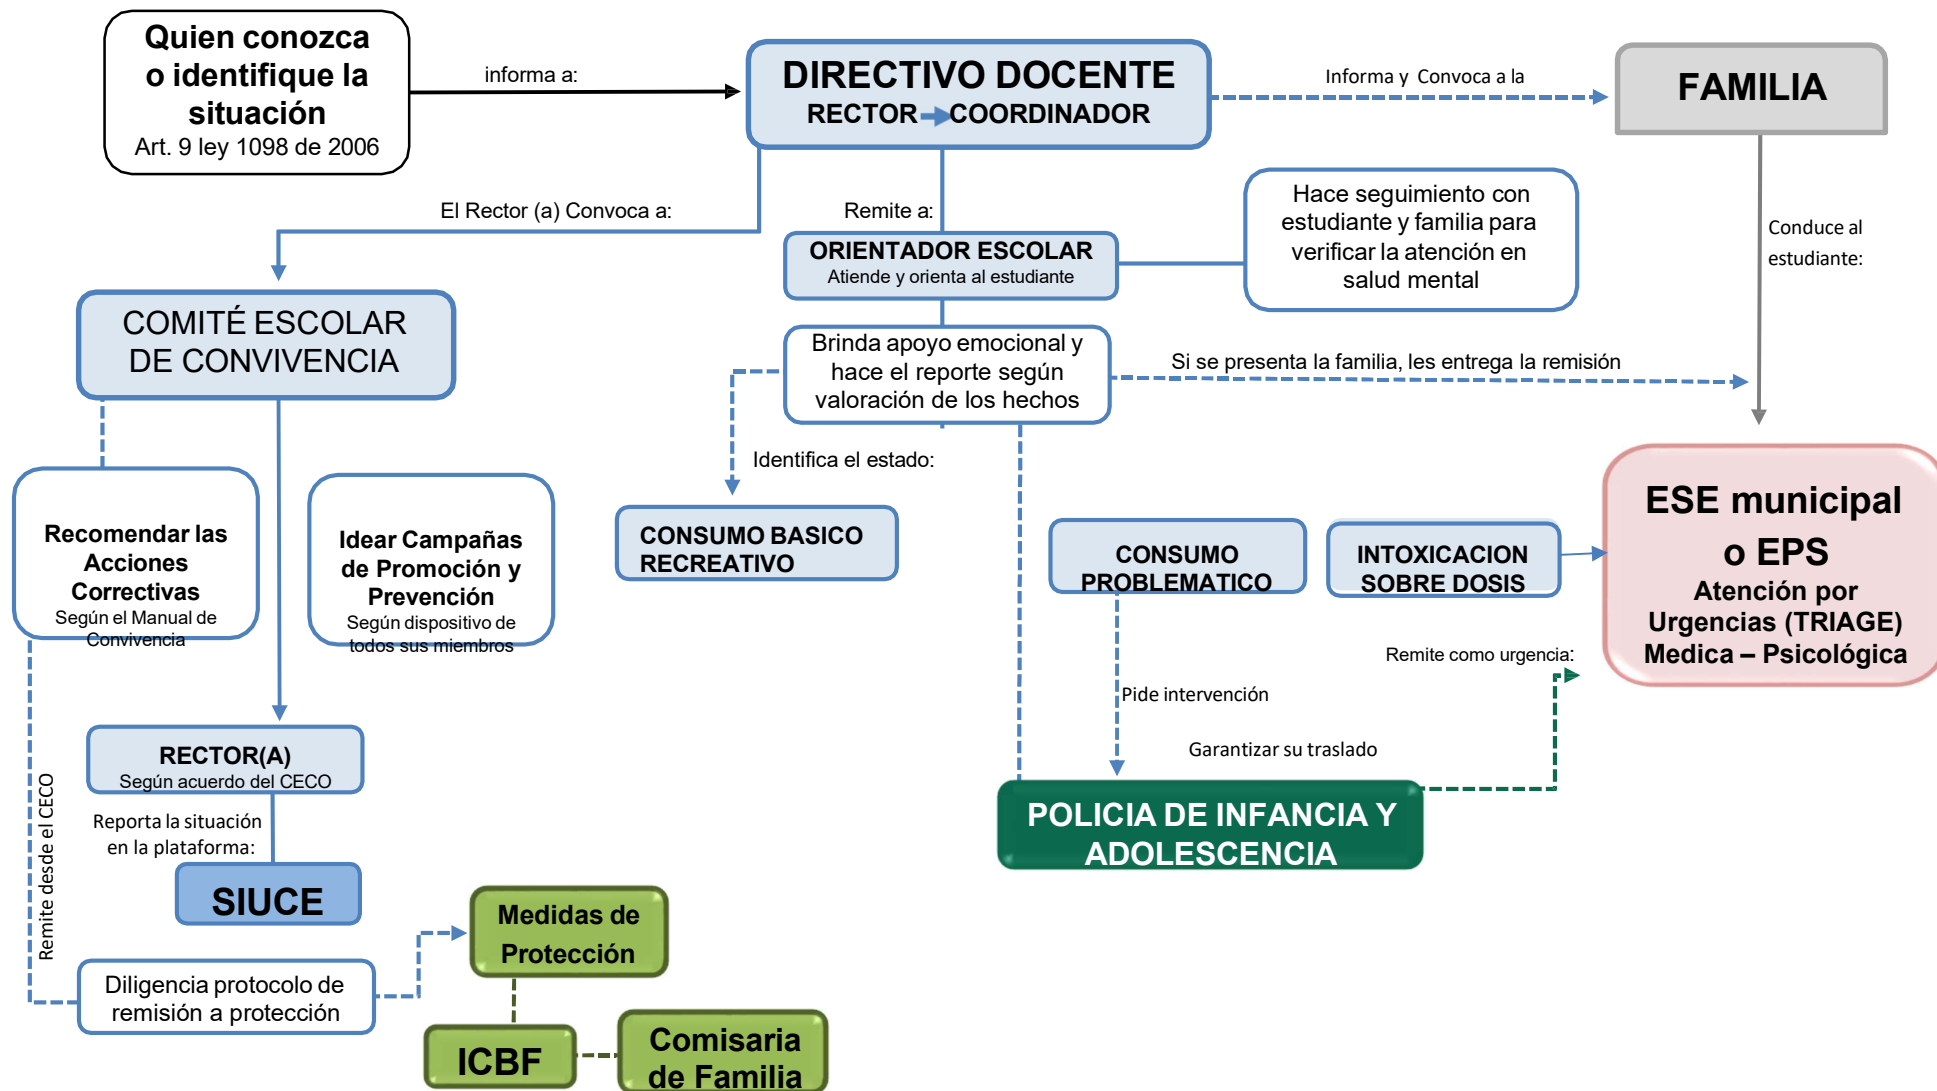 Quien conozca
o identifique la
situación
Art. 9 ley 1098 de 2006
informa a:
DIRECTIVO DOCENTE
RECTOR COORDINADOR
Informa y Convoca a la
FAMILIA
El Rector (a) Convoca a:
Remite a:
Hace seguimiento con
estudiante y familia para
verificar la atención en
salud mental
Conduce al
estudiante:
ORIENTADOR ESCOLAR
Atiende y orienta al estudiante
COMITÉ ESCOLAR
DE CONVIVENCIA
Brinda apoyo emocional y
hace el reporte según
valoración de los hechos
Si se presenta la familia, les entrega la remisión
Identifica el estado:
Recomendar las
Acciones
Correctivas
Según el Manual de
Convivencia
Idear Campañas
de Promoción y
Prevención
Según dispositivo de
todos sus miembros
CONSUMO BASICO
RECREATIVO
CONSUMO
PROBLEMATICO
INTOXICACION
SOBRE DOSIS
ESE municipal
o EPS
Atención por
Urgencias (TRIAGE)
Medica – Psicológica
Remite como urgencia:
Pide intervención
Garantizar su traslado
RECTOR(A)
Según acuerdo del CECO
Reporta la situación
en la plataforma:
POLICIA DE INFANCIA Y
ADOLESCENCIA
Remite desde el CECO
SIUCE
Medidas de
Protección
Diligencia protocolo de
remisión a protección
ICBF
Comisaria
de Familia